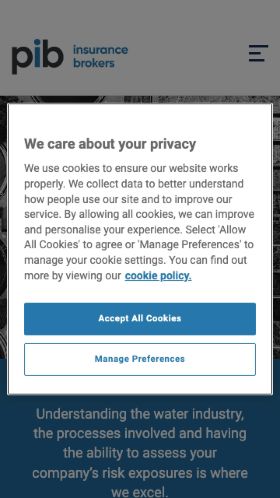 pib insurance
brokers
We care about your privacy
We use cookies to ensure our website works
properly. We collect data to better understand
how people use our site and to improve our
service. By allowing all cookies, we can improve
and personalise your experience. Select 'Allow
All Cookies' to agree or 'Manage Preferences' to
manage your cookie settings. You can find out
more by viewing our cookie policy.
Accept All Cookies
Manage Preferences
Understanding the water industry,
the processes involved and having
the ability to assess your
company's risk exposures is where
we excel.